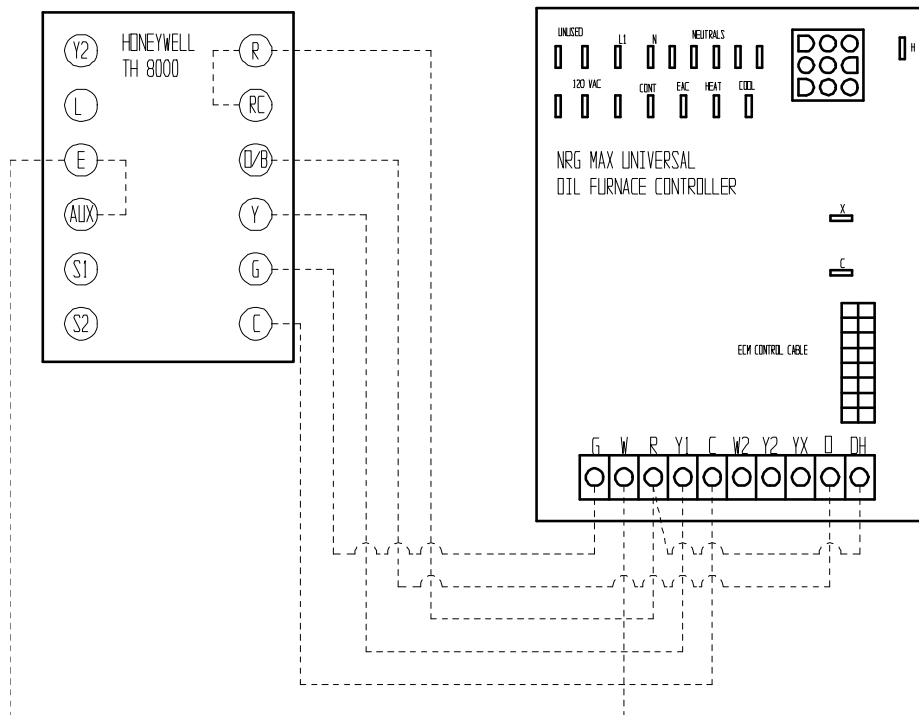 HONEYWELL
TH 8000
Y2
R
L
RC
E
O/B
AUX
Y
S1
G
S2
C
UNUSED
L1
N
NEUTRALS
H
120 VAC
CONT
EAC
HEAT
COOL
NRG MAX UNIVERSAL
OIL FURNACE CONTROLLER
X
C
ECM CONTROL CABLE
G W R Y1 C W2 Y2 YX O DH